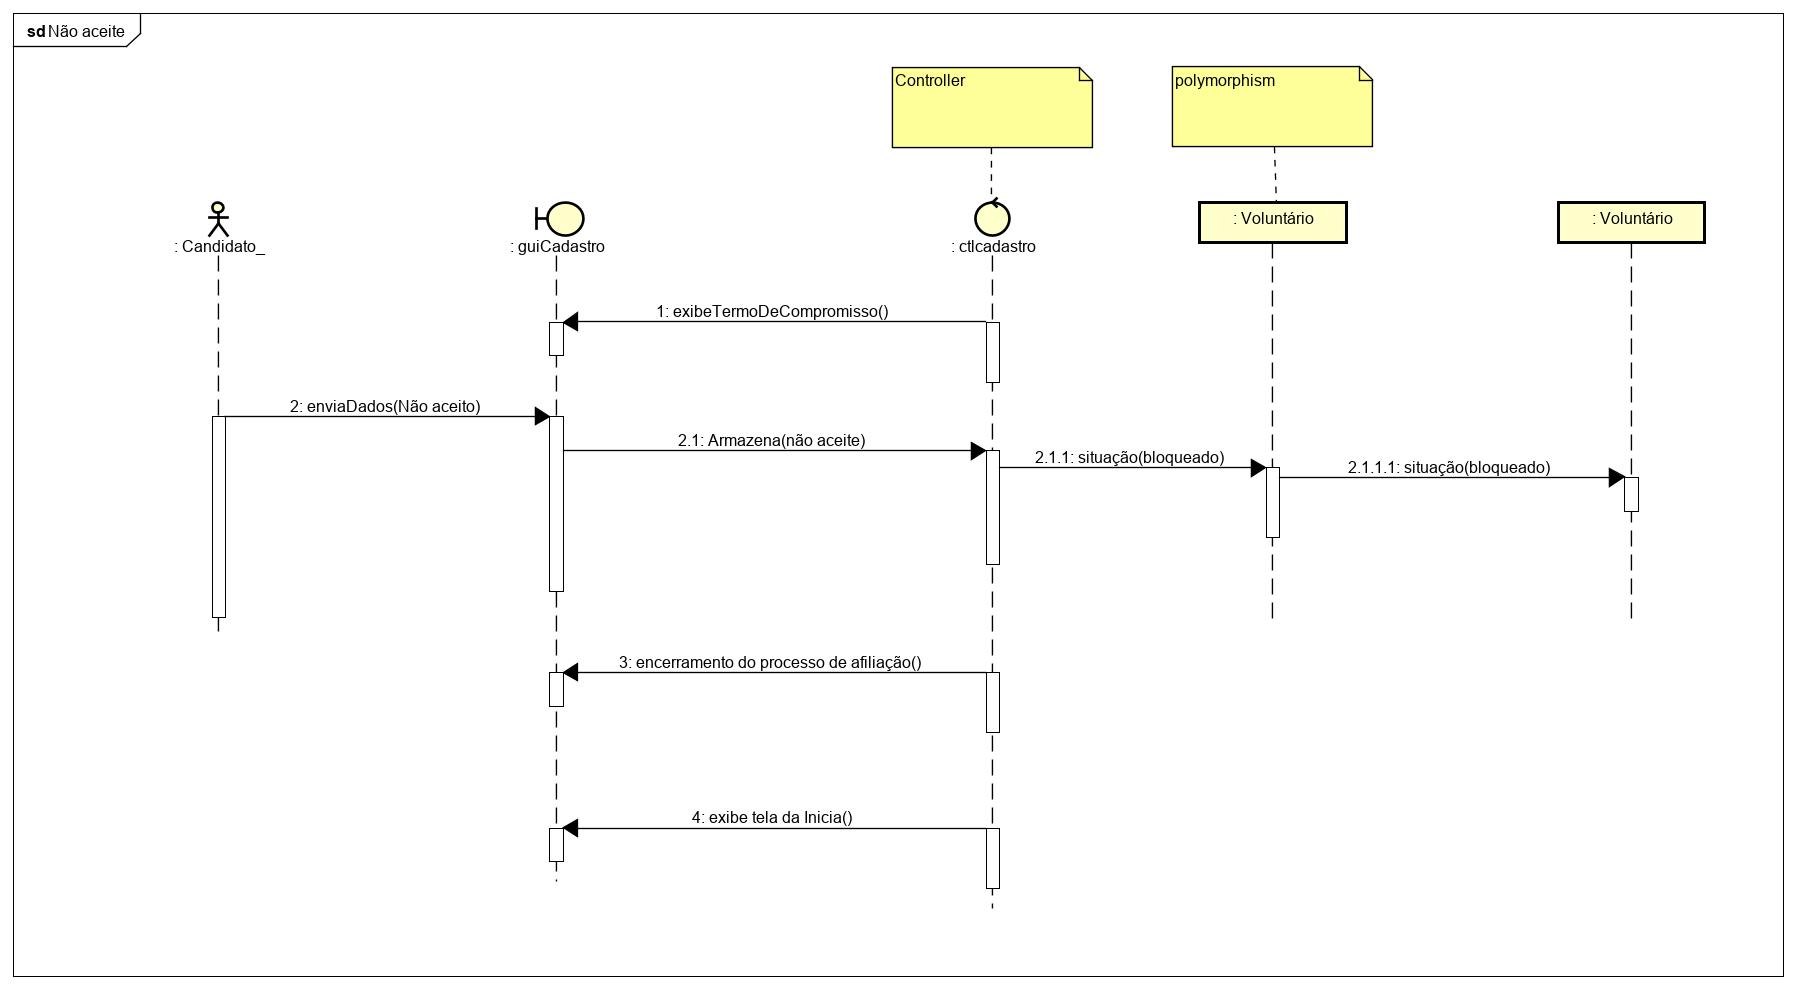 sd Não aceite
Controller
polymorphism
: Candidato_
: guiCadastro
: ctlcadastro
: Voluntário
: Voluntário
1: exibeTermoDeCompromisso()
2: enviaDados(Não aceito)
2.1: Armazena(não aceite)
2.1.1: situação(bloqueado)
2.1.1.1: situação(bloqueado)
3: encerramento do processo de afiliação()
4: exibe tela da Inicia()